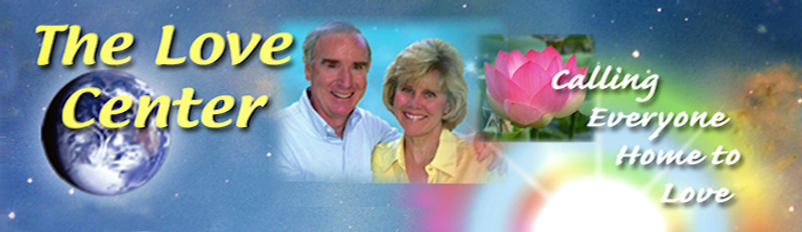 The Love
Center
Calling
Everyone
Home to
Love